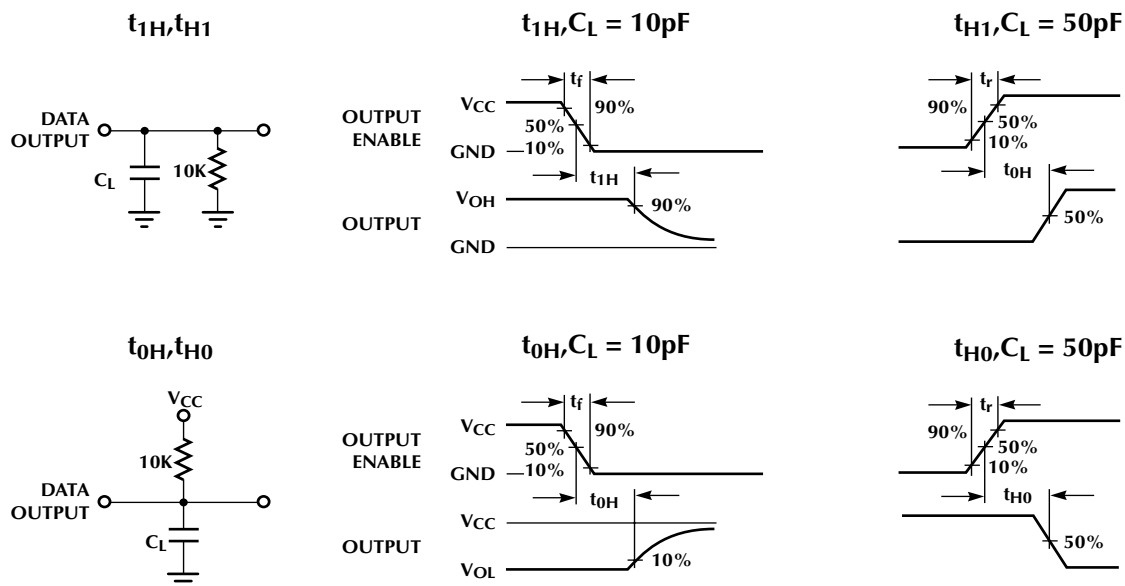 t1H,tH1
DATA
OUTPUT
CL
10K
t1H,CL = 10pF
OUTPUT
ENABLE
VCC
GND
tf
90%
50%
10%
t1H
OUTPUT
VOH
GND
90%
tH1,CL = 50pF
tr
90%
50%
10%
t0H
50%
t0H,tH0
VCC
10K
DATA
OUTPUT
CL
t0H,CL = 10pF
OUTPUT
ENABLE
VCC
GND
tf
90%
50%
10%
t0H
OUTPUT
VCC
VOL
10%
tH0,CL = 50pF
tr
90%
50%
10%
tH0
50%